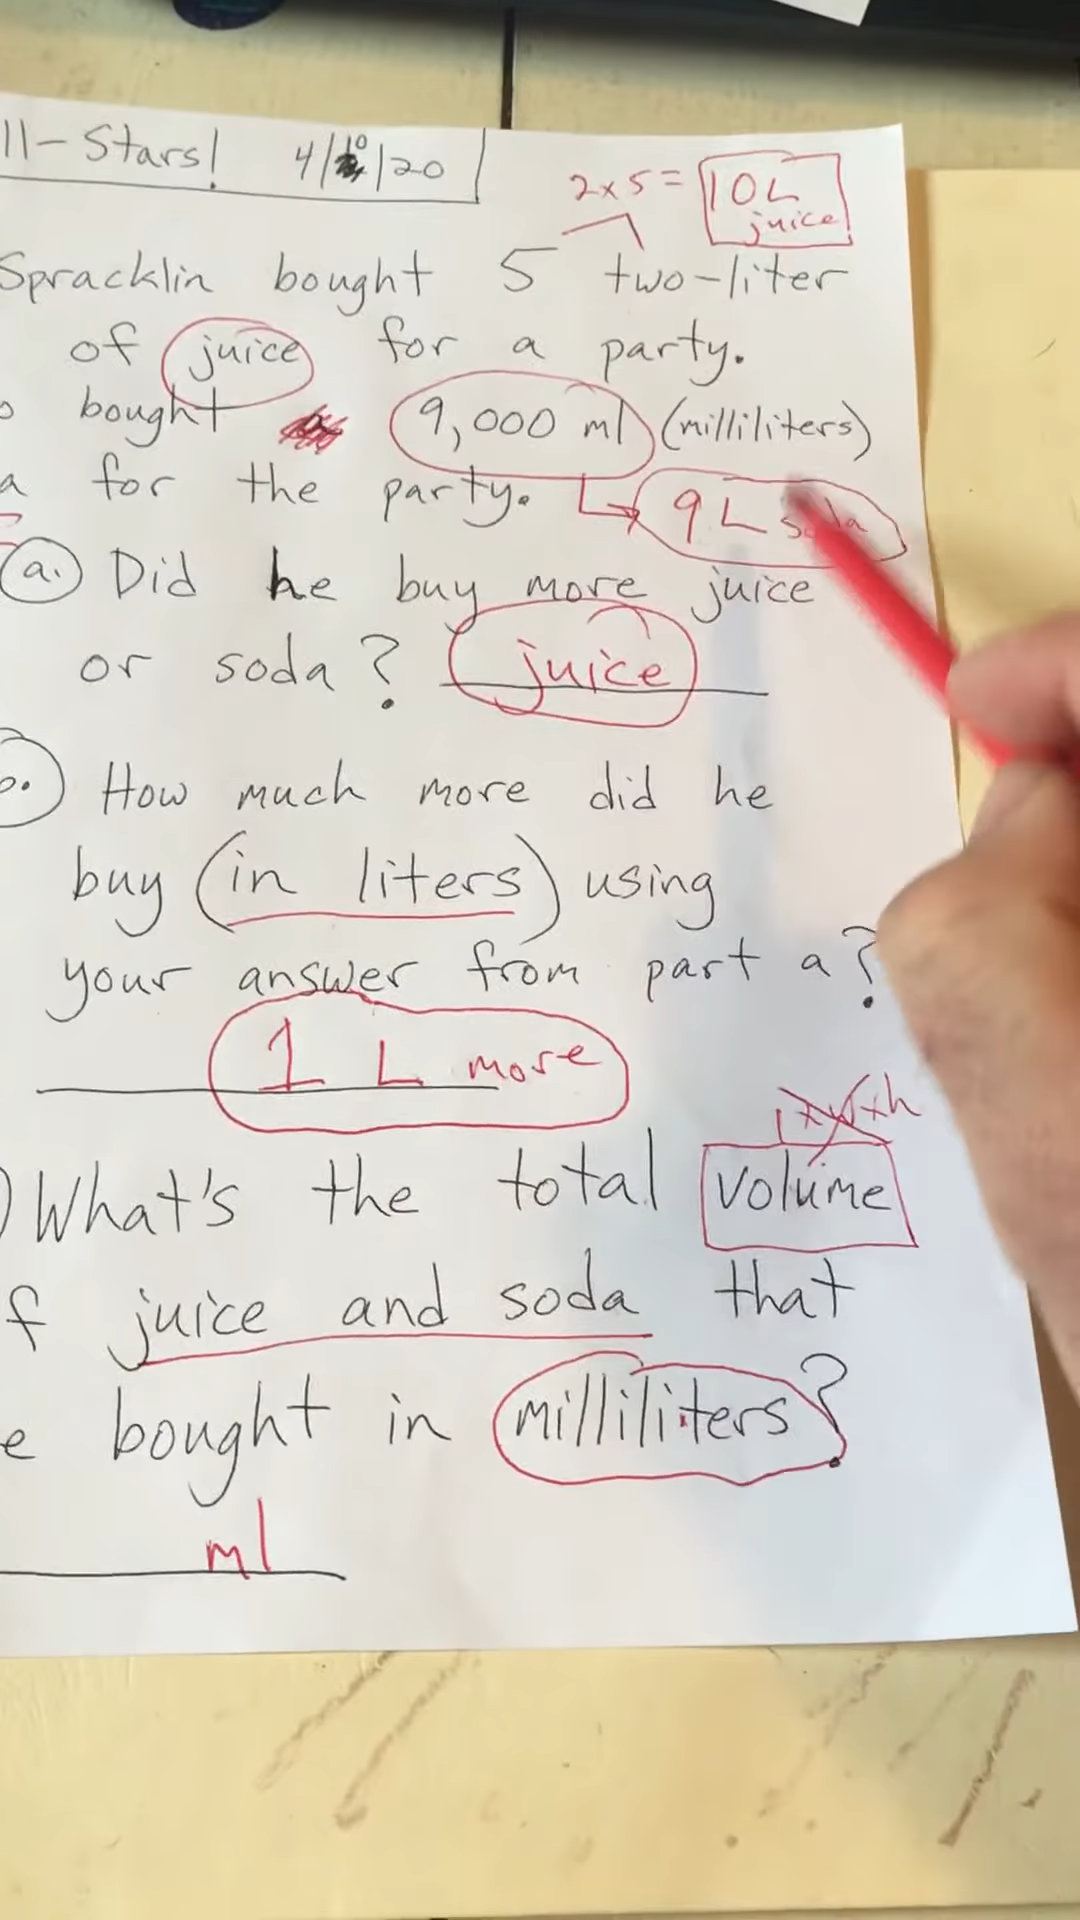 ll-Stars! 4/10/20
2x5= 10L
juice
Spracklin bought 5 two-liter
of juice for a party.
o bought 9,000 ml (milliliters)
a for the party. 9 L soda
a. Did he buy more juice
or soda? juice
b. How much more did he
buy (in liters) using
your answer from part a?
1 L more
lxwxh
) What's the total volume
f juice and soda that
e bought in milliliters?
ml